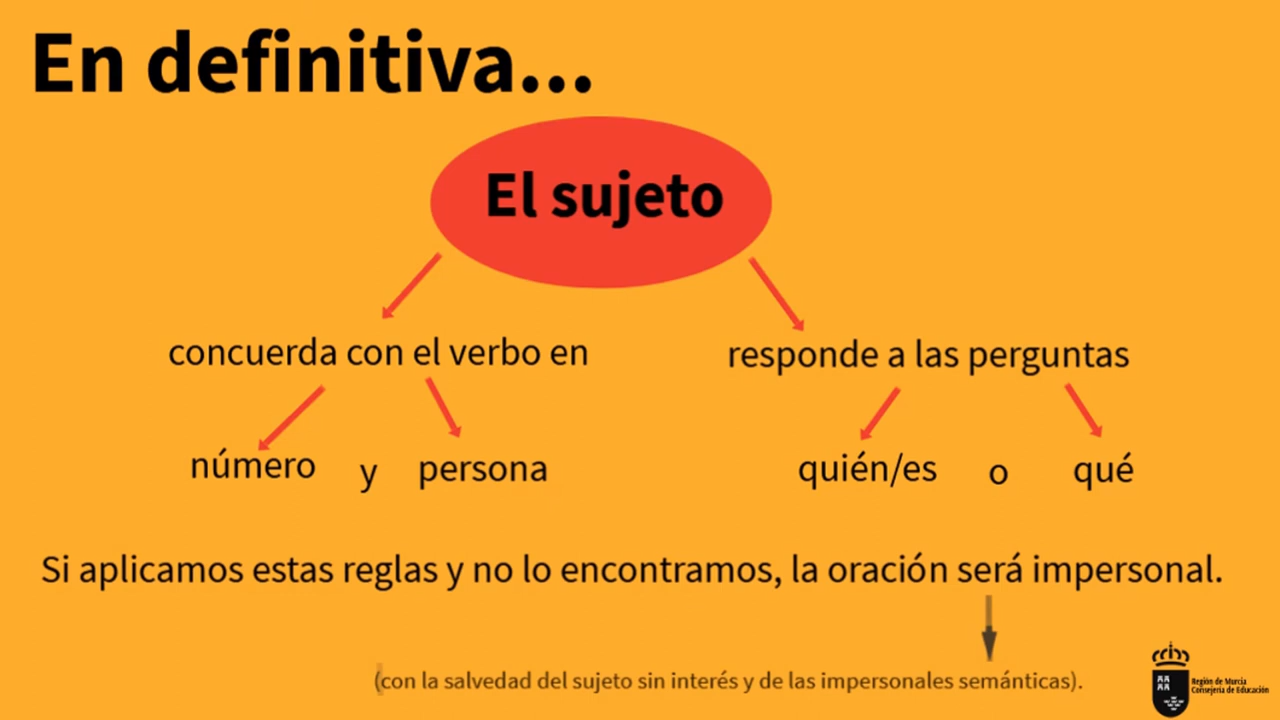 En definitiva...
El sujeto
concuerda con el verbo en
número y persona
responde a las perguntas
quién/es o qué
Si aplicamos estas reglas y no lo encontramos, la oración será impersonal.
(con la salvedad del sujeto sin interés y de las impersonales semánticas).
Región de Murcia
Consejería de Educación